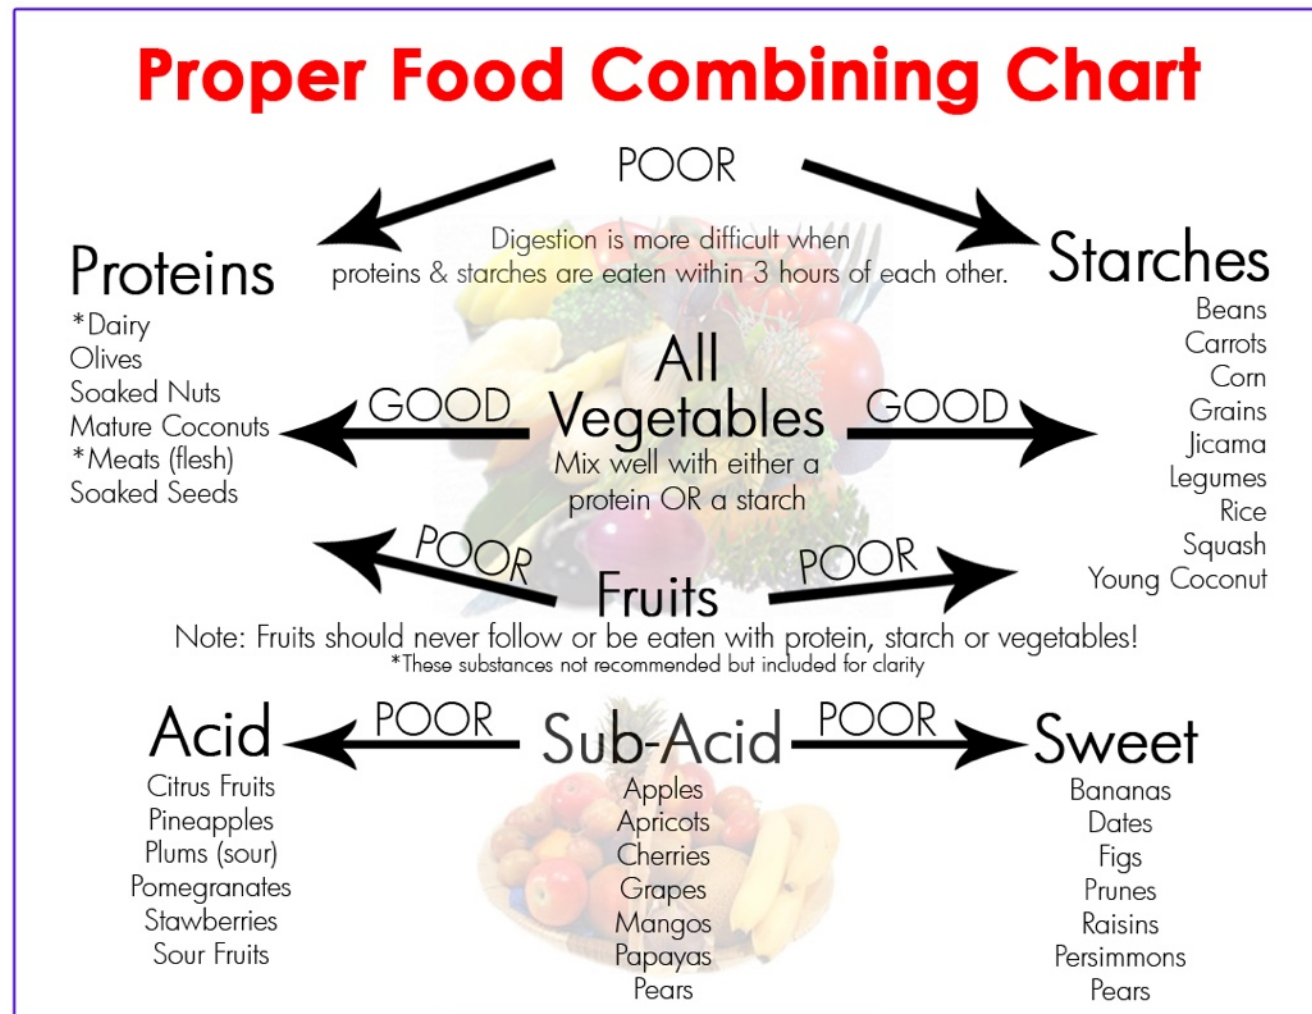 Proper Food Combining Chart
POOR
Digestion is more difficult when
proteins & starches are eaten within 3 hours of each other.
Proteins
*Dairy
Olives
Soaked Nuts
Mature Coconuts
*Meats (flesh)
Soaked Seeds
Starches
Beans
Carrots
Corn
Grains
Jicama
Legumes
Rice
Squash
Young Coconut
GOOD
All
Vegetables
GOOD
Mix well with either a
protein OR a starch
POOR
Fruits
POOR
Note: Fruits should never follow or be eaten with protein, starch or vegetables!
*These substances not recommended but included for clarity
Acid
POOR
Sub-Acid
POOR
Sweet
Citrus Fruits
Pineapples
Plums (sour)
Pomegranates
Stawberries
Sour Fruits
Apples
Apricots
Cherries
Grapes
Mangos
Papayas
Pears
Bananas
Dates
Figs
Prunes
Raisins
Persimmons
Pears